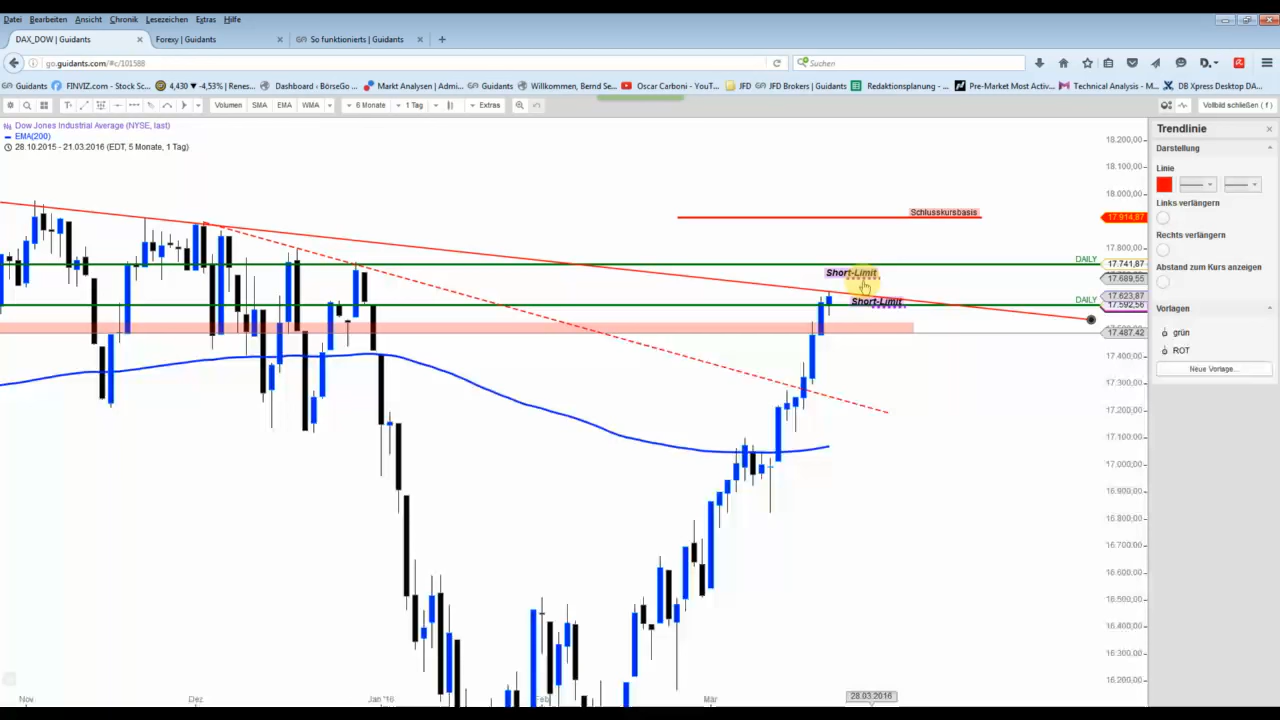 Datei Bearbeiten Ansicht Chronik Lesezeichen Extras Hilfe
DAX_DOW | Guidants × Forexy | Guidants × So funktionierts | Guidants × +
go.guidants.com/#c/101588 Suchen
Guidants FINVIZ.com - Stock Sc... 4,430 ▼ -4,53% | Renes... Dashboard ‹ BörseGo ... Markt Analysen | Admi... Guidants Willkommen, Bernd Se... Oscar Carboni - YouT... JFD JFD Brokers | Guidants Redaktionsplanung - ... Pre-Market Most Activ... Technical Analysis - M... DB Xpress Desktop DA...
Volumen SMA EMA WMA 6 Monate 1 Tag Extras Vollbild schließen ( f )
Dow Jones Industrial Average (NYSE, last)
EMA(200)
28.10.2015 - 21.03.2016 (EDT, 5 Monate, 1 Tag)
18.200,00
18.100,00
18.000,00
Schlusskursbasis
17.914,87
17.800,00
DAILY
17.741,87
Short-Limit
17.689,55
17.623,87
DAILY
Short-Limit
17.592,56
17.487,42
17.400,00
17.300,00
17.200,00
17.100,00
17.000,00
16.900,00
16.800,00
16.700,00
16.600,00
16.500,00
16.400,00
16.300,00
16.200,00
Nov Dez Jan '16 Feb Mär 28.03.2016
Trendlinie
Darstellung
Linie
Links verlängern
Rechts verlängern
Abstand zum Kurs anzeigen
Vorlagen
grün
ROT
Neue Vorlage...